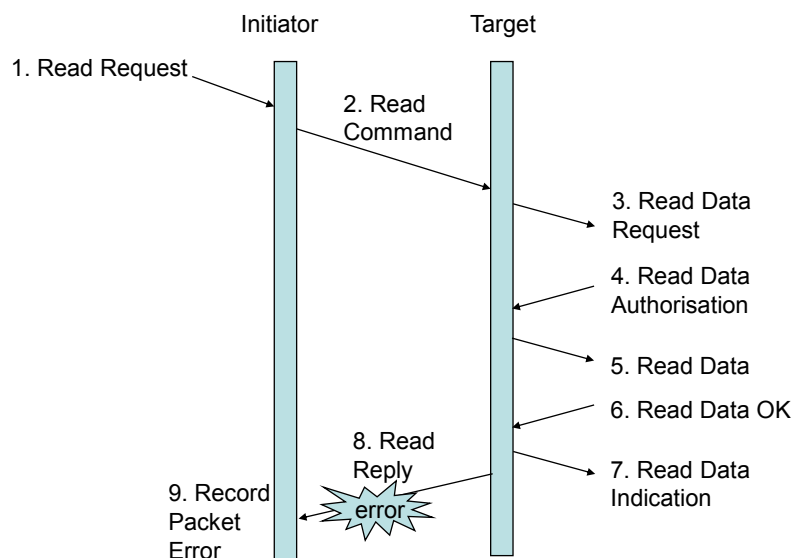 Initiator
Target
1. Read Request
2. Read
Command
3. Read Data
Request
4. Read Data
Authorisation
5. Read Data
6. Read Data OK
7. Read Data
Indication
8. Read
Reply
error
9. Record
Packet
Error